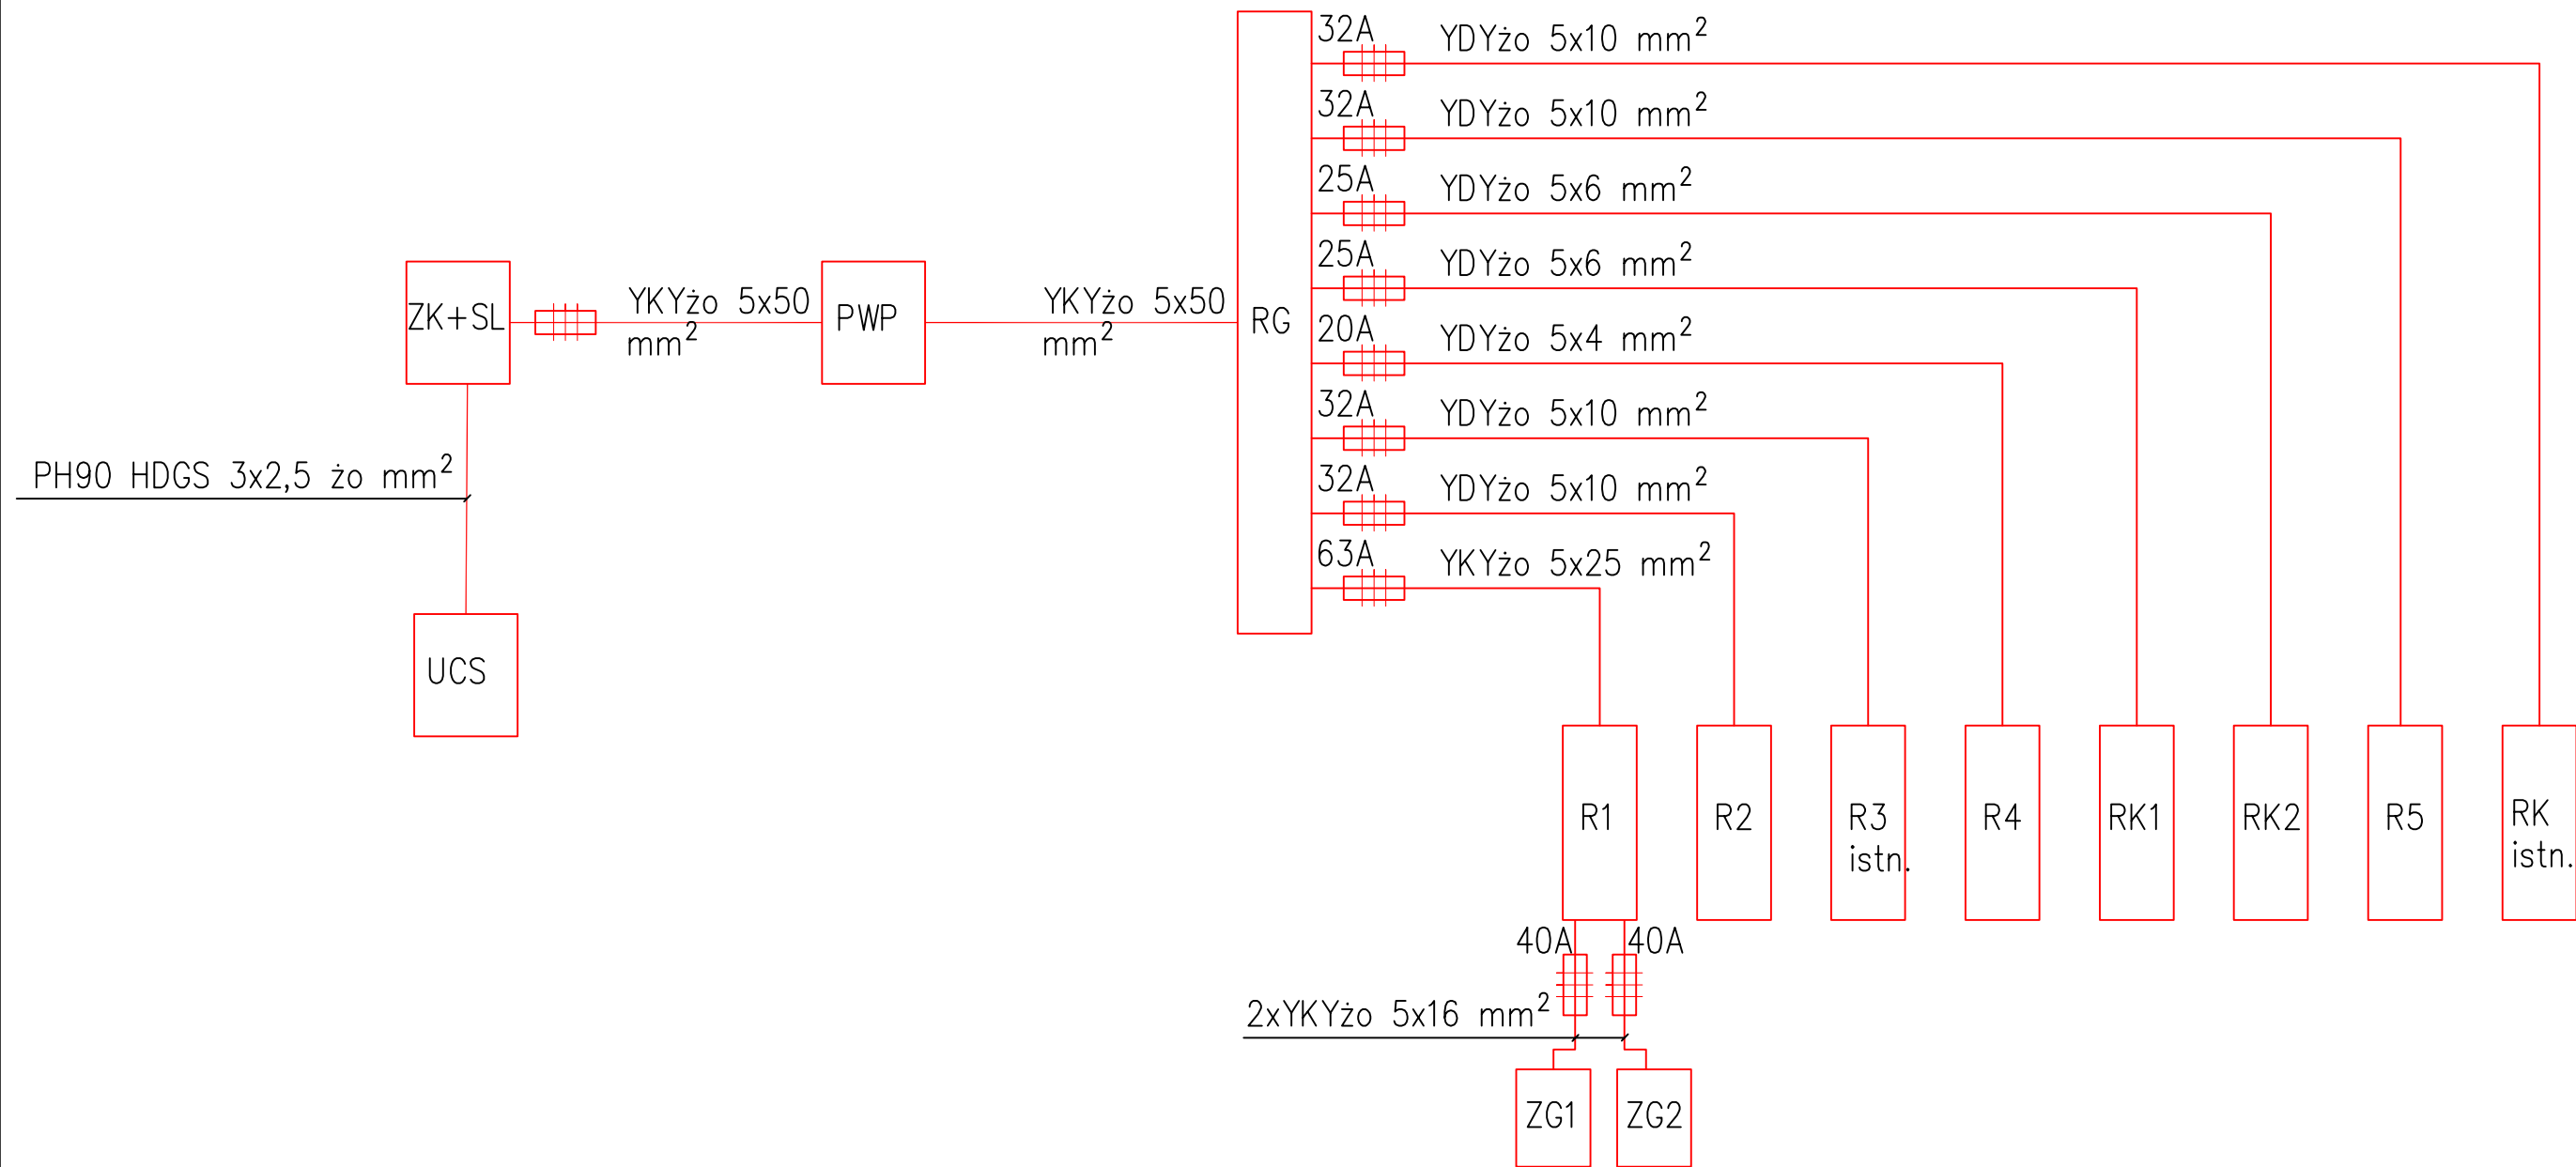 32A
YDYżo 5x10 mm²
32A
YDYżo 5x10 mm²
25A
YDYżo 5x6 mm²
25A
YDYżo 5x6 mm²
20A
YDYżo 5x4 mm²
32A
YDYżo 5x10 mm²
32A
YDYżo 5x10 mm²
63A
YKYżo 5x25 mm²
ZK+SL
YKYżo 5x50
mm²
PWP
YKYżo 5x50
mm²
RG
PH90 HDGS 3x2,5 żo mm²
UCS
R1
R2
R3
istn.
R4
RK1
RK2
R5
RK
istn.
40A
40A
2xYKYżo 5x16 mm²
ZG1
ZG2